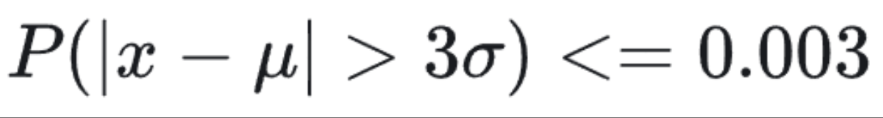 P(|x − μ| > 3σ) <= 0.003